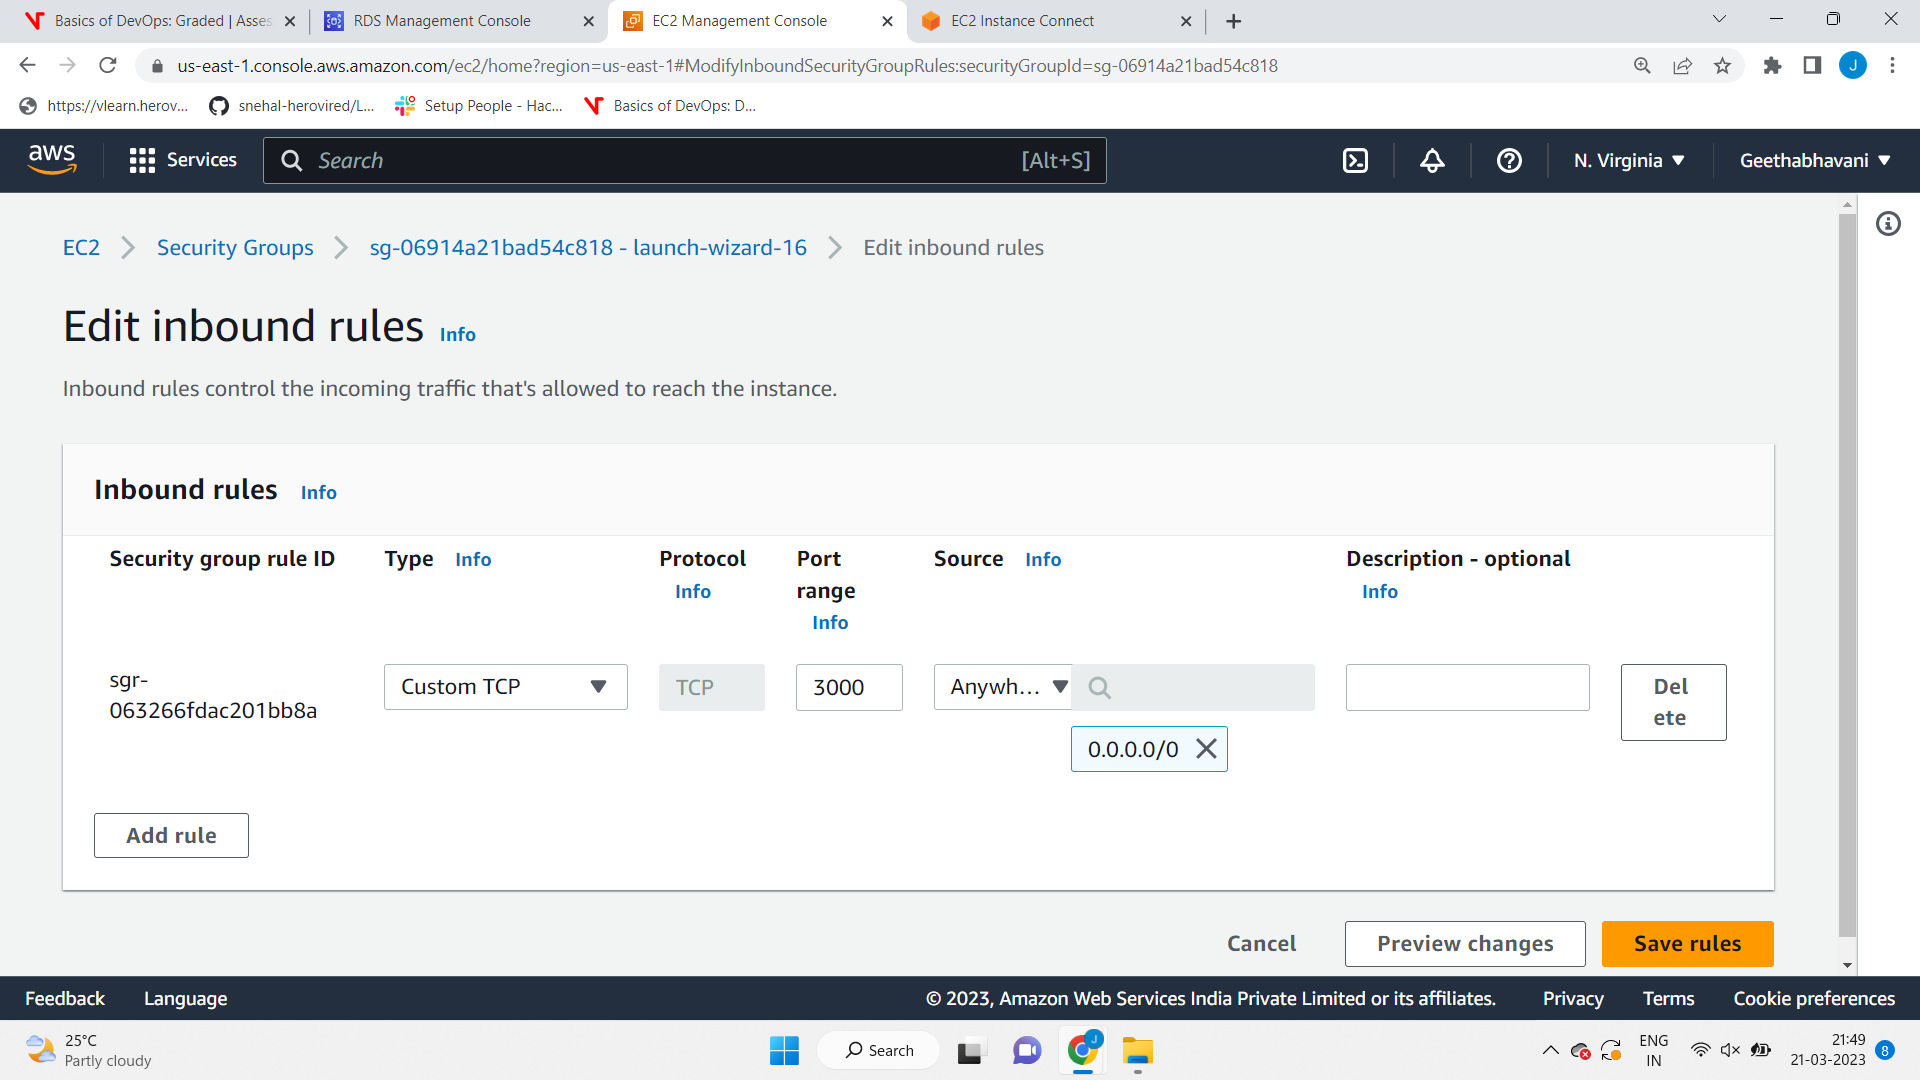 Basics of DevOps: Graded | Asses
RDS Management Console
EC2 Management Console
EC2 Instance Connect
us-east-1.console.aws.amazon.com/ec2/home?region=us-east-1#ModifyInboundSecurityGroupRules:securityGroupId=sg-06914a21bad54c818
J
https://vlearn.herov...
snehal-herovired/L...
Setup People - Hac...
Basics of DevOps: D...
aws
Services
Search
[Alt+S]
N. Virginia
Geethabhavani
EC2
Security Groups
sg-06914a21bad54c818 - launch-wizard-16
Edit inbound rules
Edit inbound rules Info
Inbound rules control the incoming traffic that's allowed to reach the instance.
Inbound rules Info
Security group rule ID
Type Info
Protocol
Info
Port
range
Info
Source Info
Description - optional
Info
sgr-
063266fdac201bb8a
Custom TCP
TCP
3000
Anywh...
0.0.0.0/0
Del
ete
Add rule
Cancel
Preview changes
Save rules
Feedback
Language
© 2023, Amazon Web Services India Private Limited or its affiliates.
Privacy
Terms
Cookie preferences
25°C
Partly cloudy
Search
J
ENG
IN
21:49
21-03-2023
8